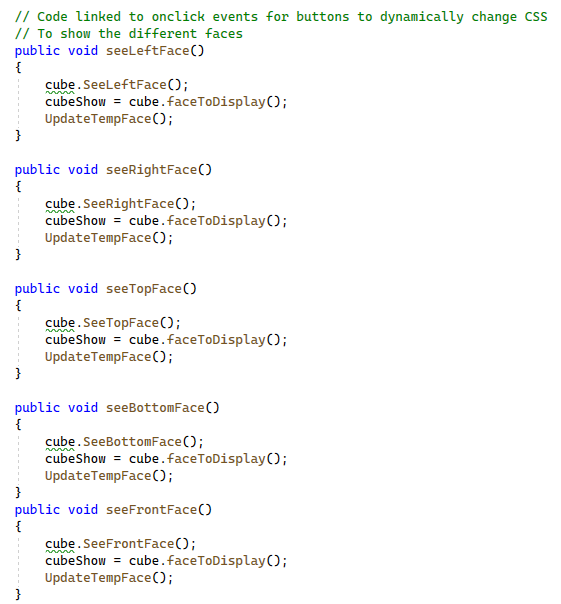 // Code linked to onclick events for buttons to dynamically change CSS
// To show the different faces
public void seeLeftFace()
{
    cube.SeeLeftFace();
    cubeShow = cube.faceToDisplay();
    UpdateTempFace();
}

public void seeRightFace()
{
    cube.SeeRightFace();
    cubeShow = cube.faceToDisplay();
    UpdateTempFace();
}

public void seeTopFace()
{
    cube.SeeTopFace();
    cubeShow = cube.faceToDisplay();
    UpdateTempFace();
}

public void seeBottomFace()
{
    cube.SeeBottomFace();
    cubeShow = cube.faceToDisplay();
    UpdateTempFace();
}
public void seeFrontFace()
{
    cube.SeeFrontFace();
    cubeShow = cube.faceToDisplay();
    UpdateTempFace();
}